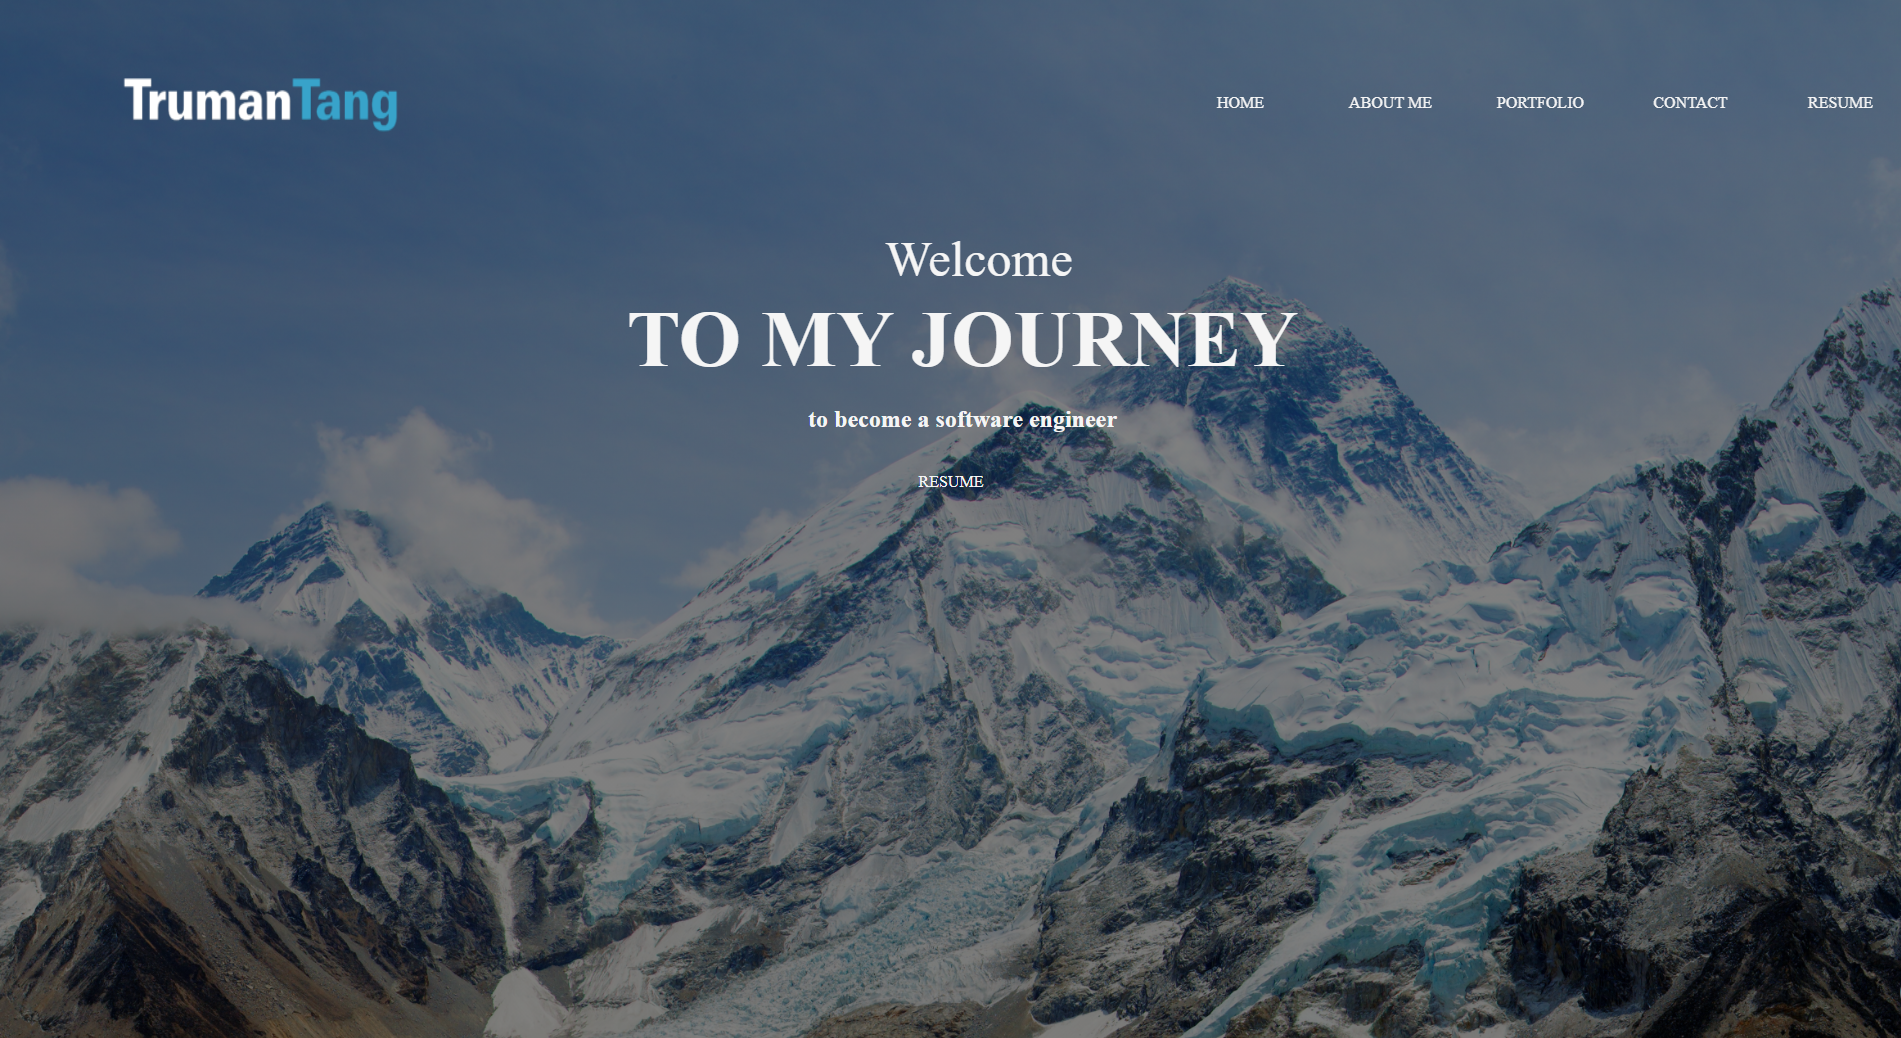 TrumanTang
HOME ABOUT ME PORTFOLIO CONTACT RESUME
Welcome
TO MY JOURNEY
to become a software engineer
RESUME